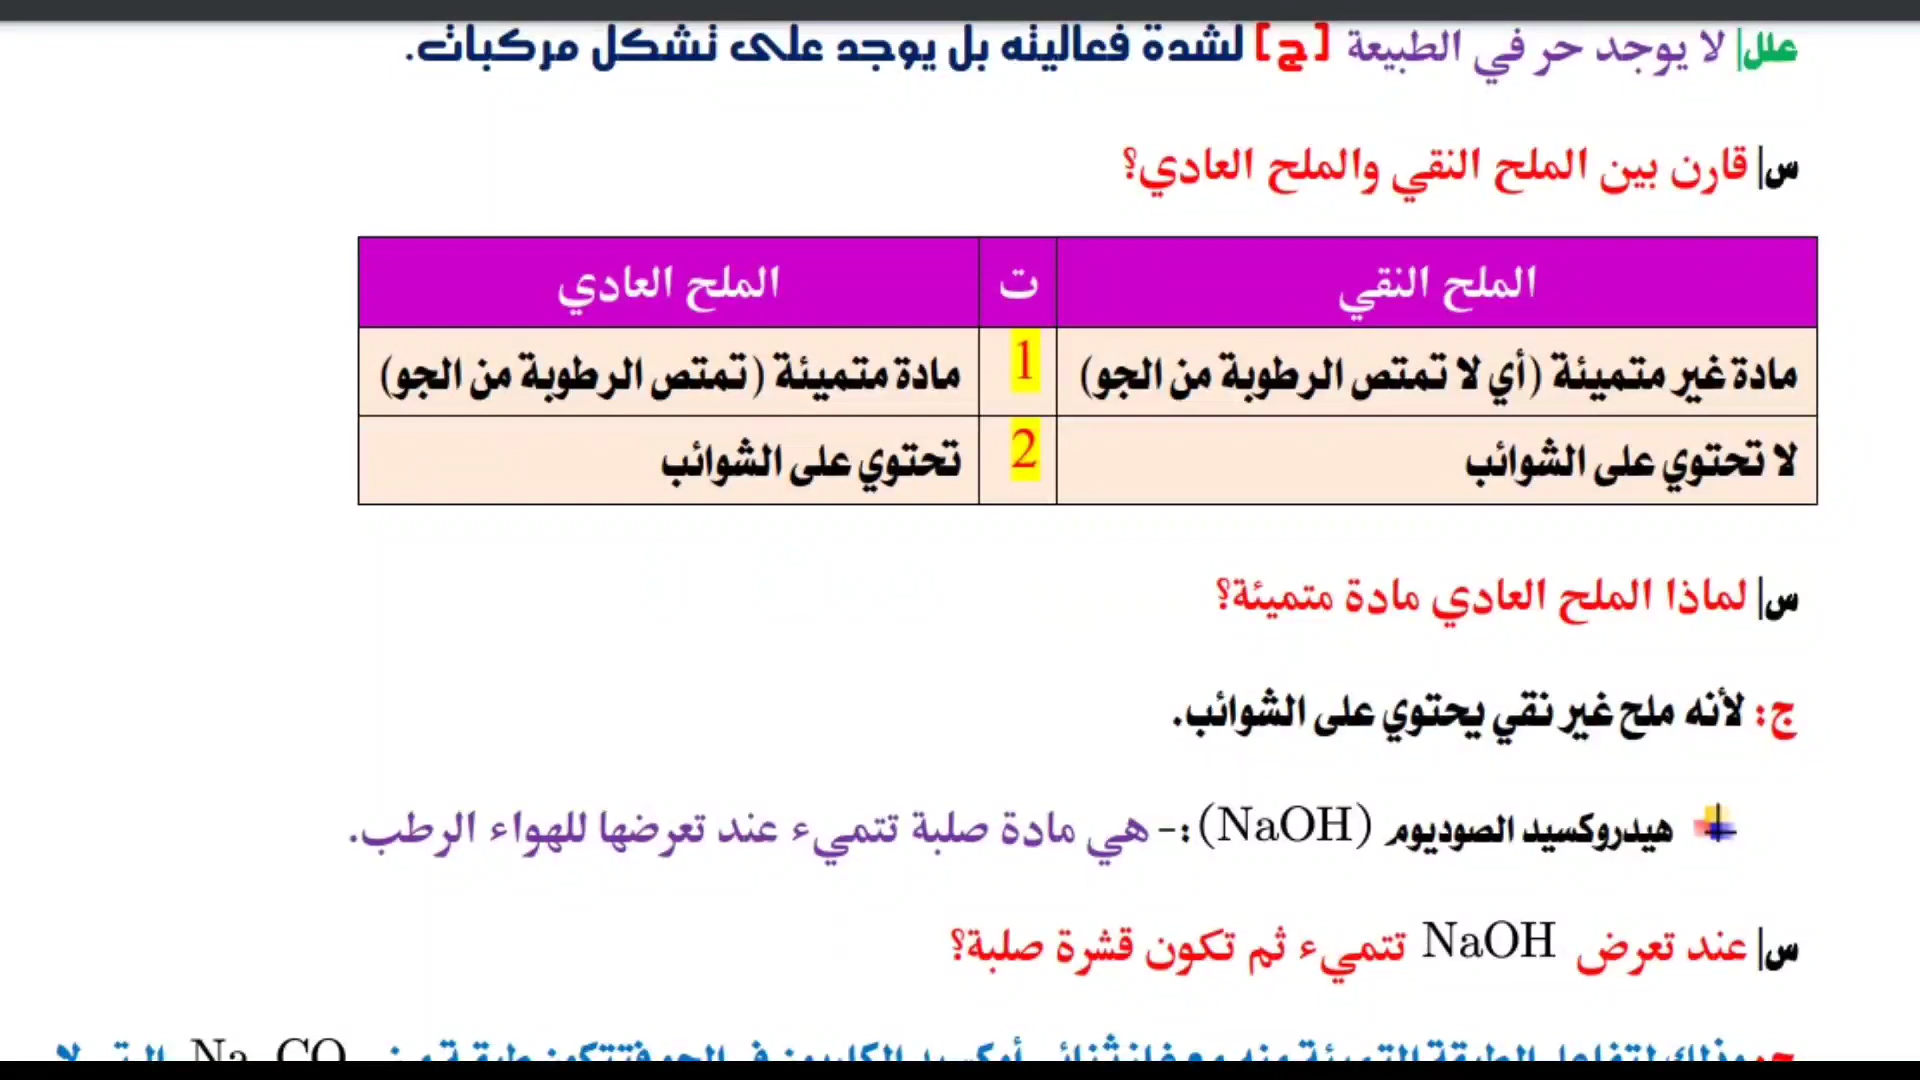 علل| لا يوجد حر في الطبيعة [ج] لشدة فعاليته بل يوجد على تشكل مركبات.
س| قارن بين الملح النقي والملح العادي؟
الملح النقي ت الملح العادي
مادة غير متميئة (أي لا تمتص الرطوبة من الجو) 1 مادة متميئة (تمتص الرطوبة من الجو)
لا تحتوي على الشوائب 2 تحتوي على الشوائب
س| لماذا الملح العادي مادة متميئة؟
ج: لأنه ملح غير نقي يحتوي على الشوائب.
هيدروكسيد الصوديوم (NaOH) :- هي مادة صلبة تتميء عند تعرضها للهواء الرطب.
س| عند تعرض NaOH تتميء ثم تكون قشرة صلبة؟